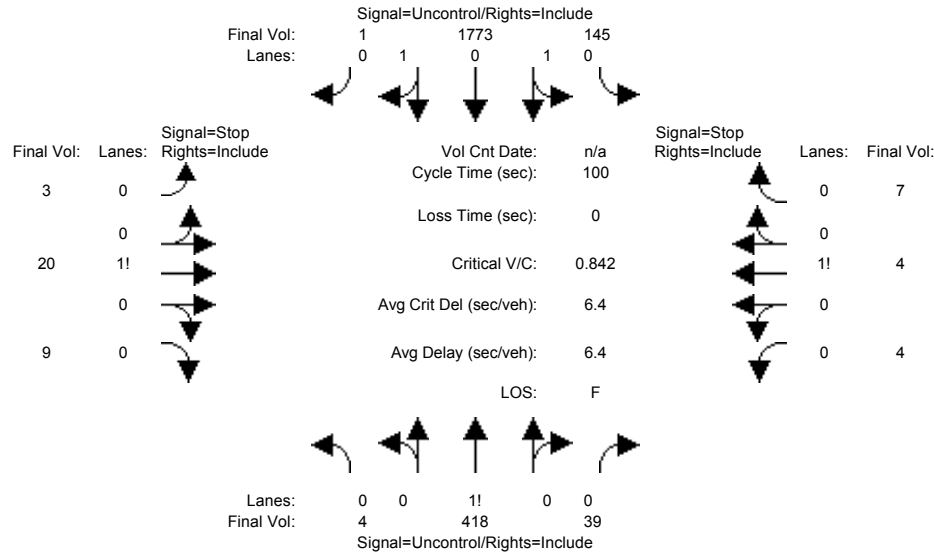 Signal=Uncontrol/Rights=Include
Final Vol: 1 1773 145
Lanes: 0 1 0 1 0
Signal=Stop Signal=Stop
Final Vol: Lanes: Rights=Include Vol Cnt Date: n/a Rights=Include Lanes: Final Vol:
Cycle Time (sec): 100
3 0 0 7
Loss Time (sec): 0
0 0
20 1! Critical V/C: 0.842 1! 4
0 Avg Crit Del (sec/veh): 6.4 0
9 0 Avg Delay (sec/veh): 6.4 0 4
LOS: F
Lanes: 0 0 1! 0 0
Final Vol: 4 418 39
Signal=Uncontrol/Rights=Include